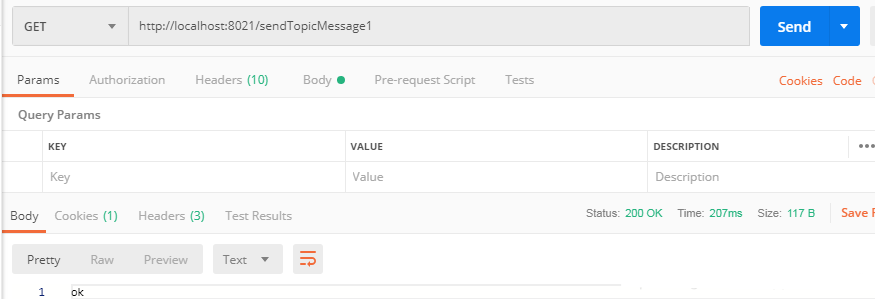 GET http://localhost:8021/sendTopicMessage1 Send
Params Authorization Headers (10) Body Pre-request Script Tests Cookies Code
Query Params
KEY VALUE DESCRIPTION
Key Value Description
Body Cookies (1) Headers (3) Test Results Status: 200 OK Time: 207ms Size: 117 B Save
Pretty Raw Preview Text
1 ok